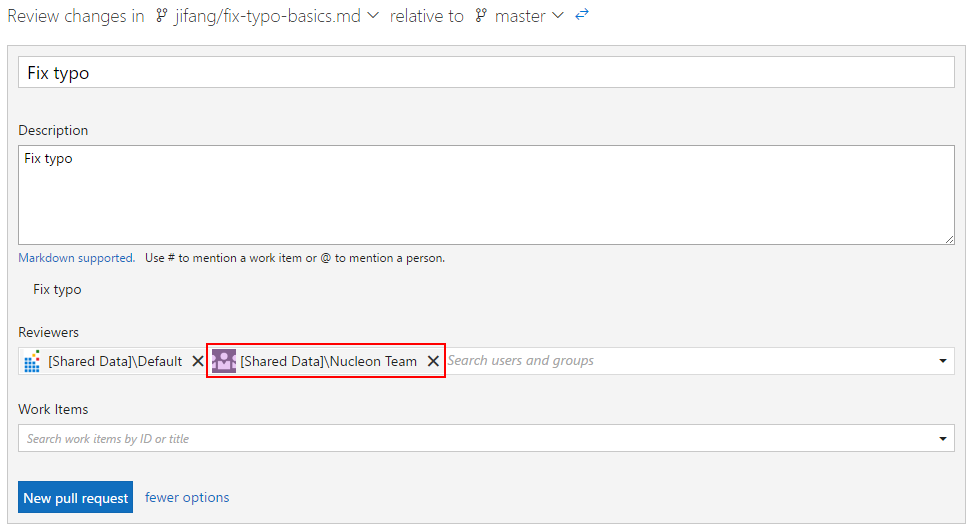 Review changes in jifang/fix-typo-basics.md relative to master
Fix typo
Description
Fix typo
Markdown supported. Use # to mention a work item or @ to mention a person.
Fix typo
Reviewers
[Shared Data]\Default [Shared Data]\Nucleon Team Search users and groups
Work Items
Search work items by ID or title
New pull request fewer options